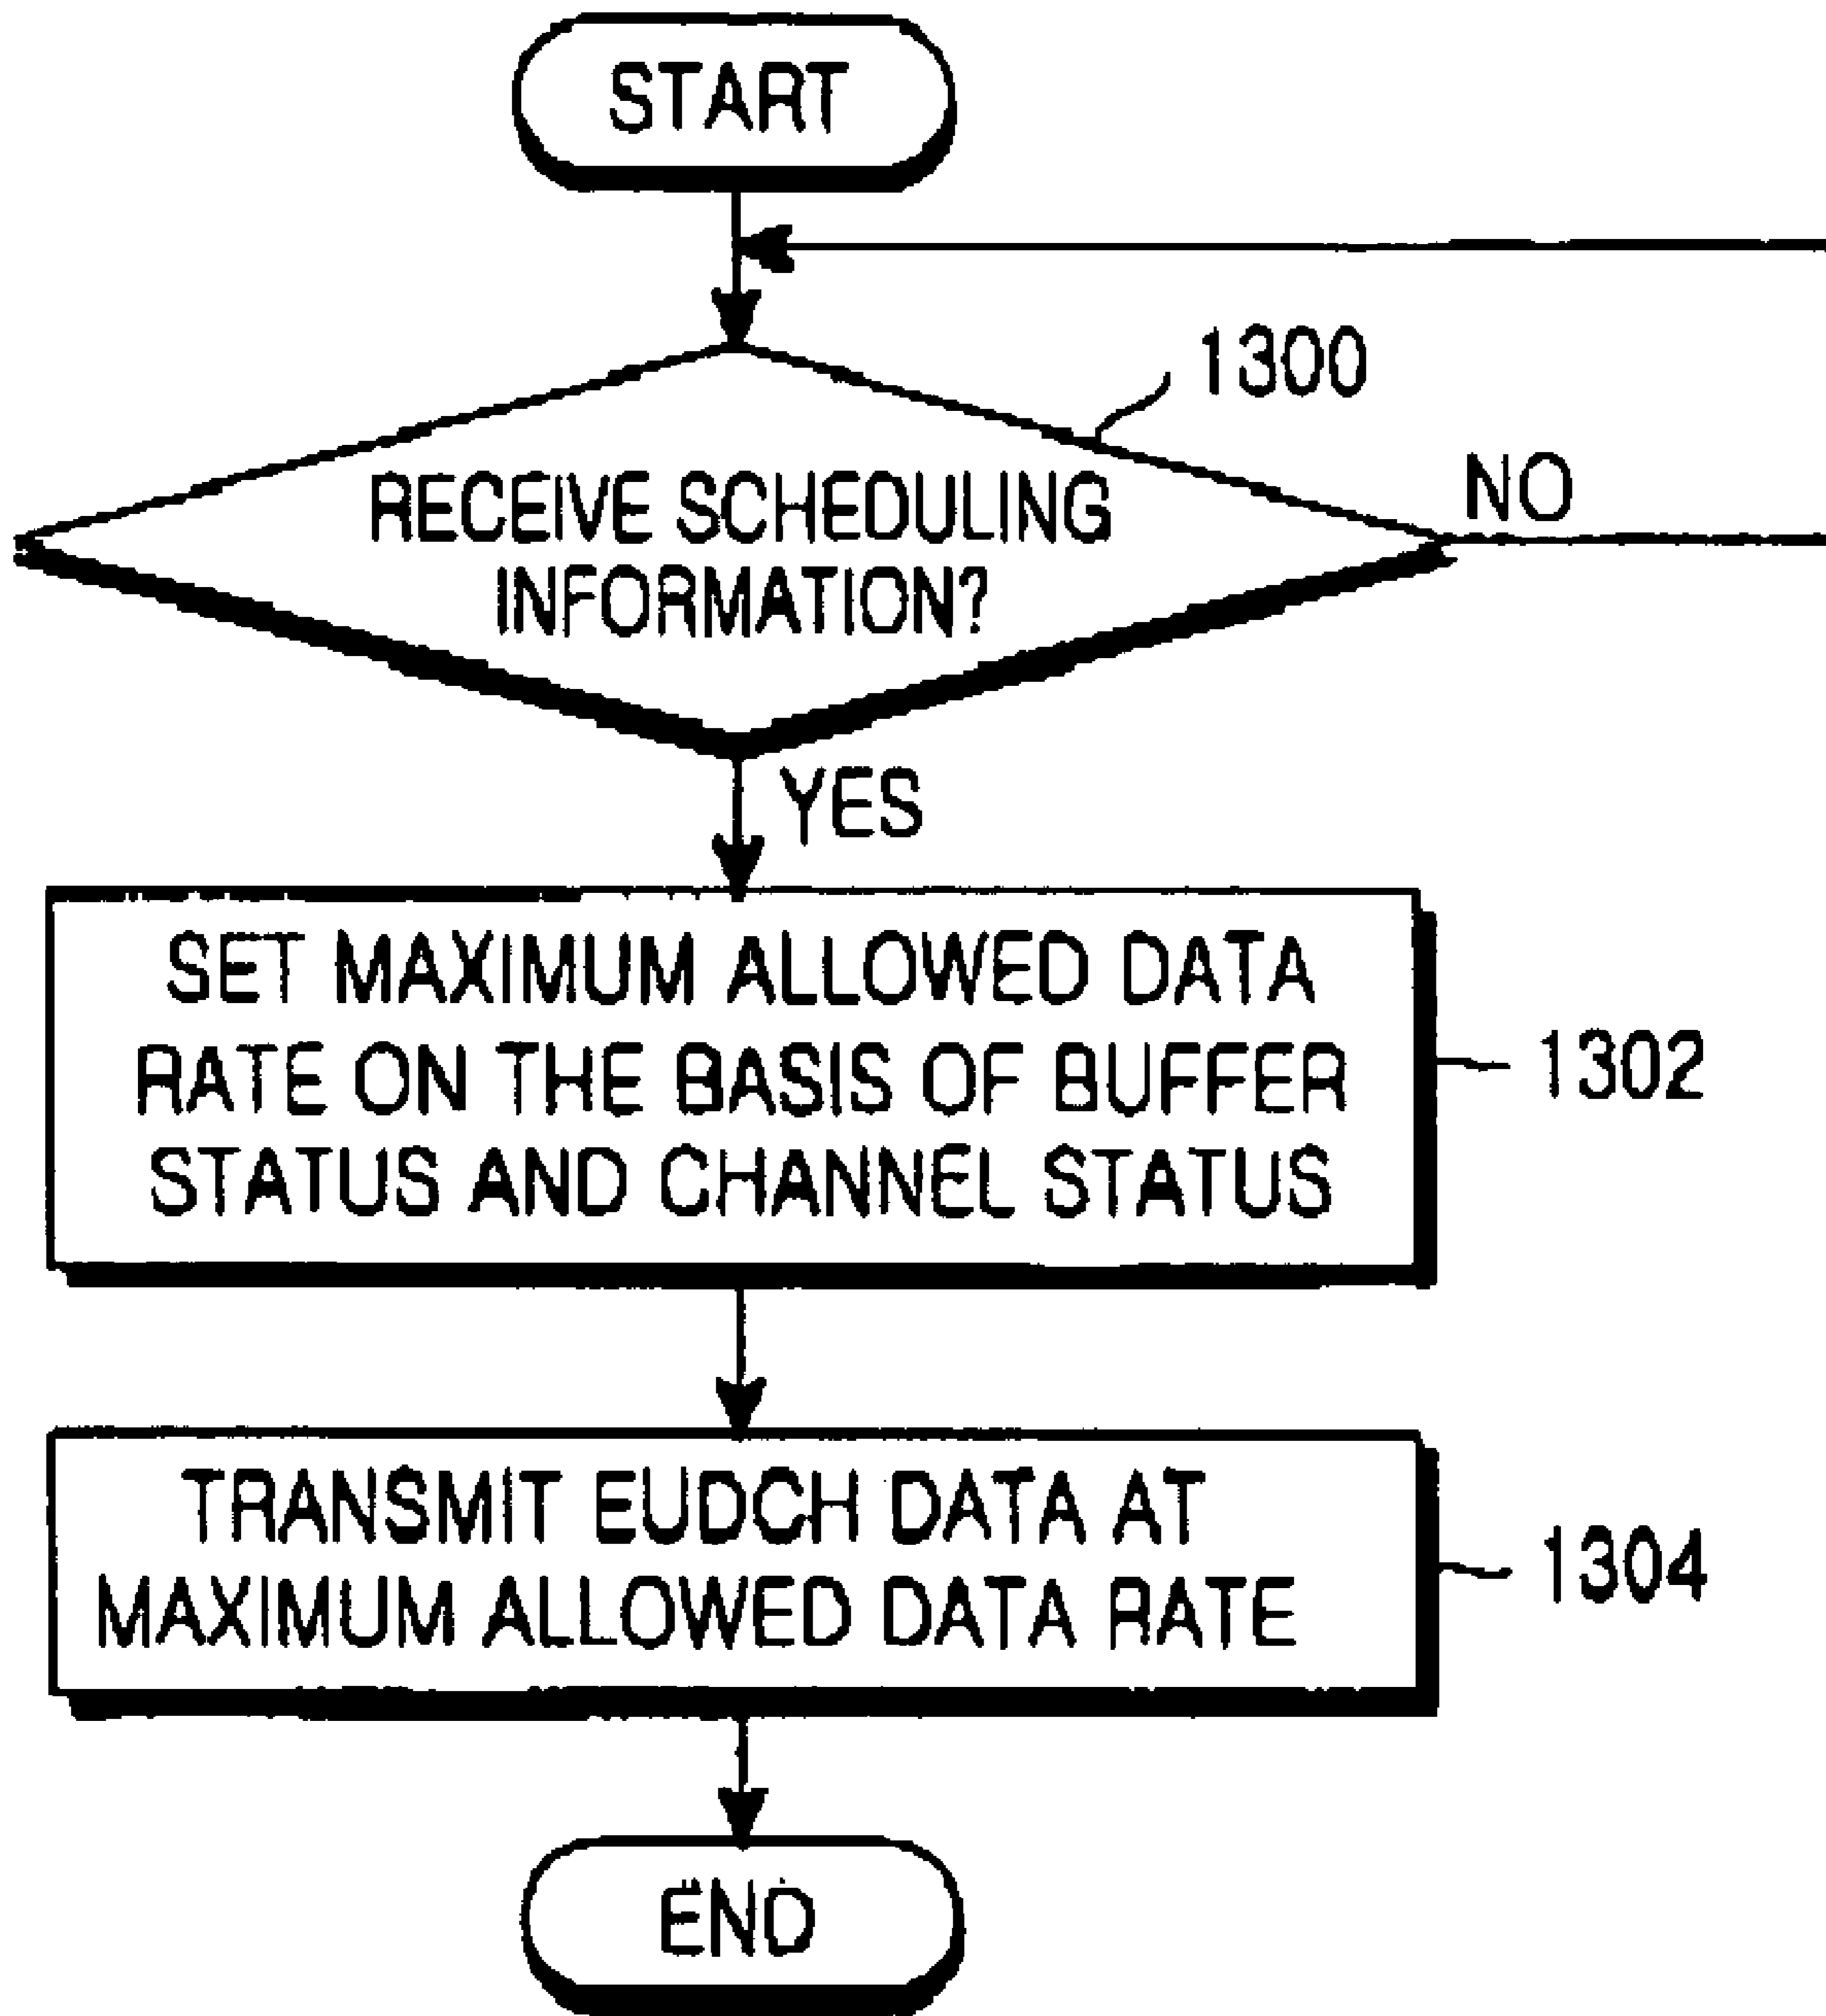 START
1300
RECEIVE SCHEDULING
INFORMATION?
NO
YES
SET MAXIMUM ALLOWED DATA
RATE ON THE BASIS OF BUFFER
STATUS AND CHANNEL STATUS
1302
TRANSMIT EUDCH DATA AT
MAXIMUM ALLOWED DATA RATE
1304
END